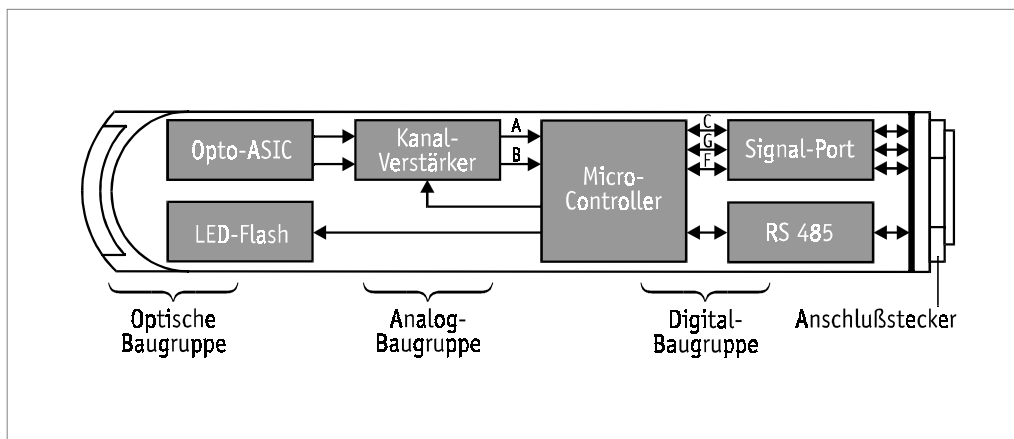 Opto-ASIC
Kanal-
Verstärker
A
B
Micro-
Controller
C
G
F
Signal-Port
LED-Flash
RS 485
Optische
Baugruppe
Analog-
Baugruppe
Digital-
Baugruppe
Anschlußstecker